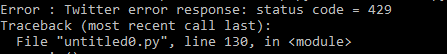 Error : Twitter error response: status code = 429
Traceback (most recent call last):
  File "untitled0.py", line 130, in <module>